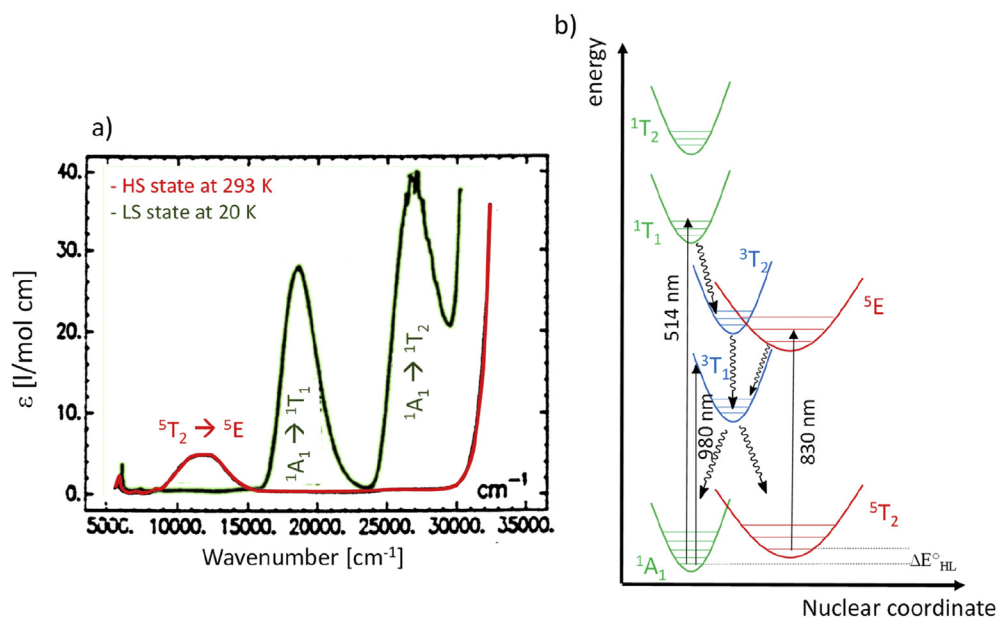 a)
- HS state at 293 K
- LS state at 20 K
ε [l/mol cm]
40.
30.
20.
10.
0.
⁵T₂ → ⁵E
¹A₁ → ¹T₁
¹A₁ → ¹T₂
cm⁻¹
5000. 10000. 15000. 20000. 25000. 30000. 35000.
Wavenumber [cm⁻¹]
b)
energy
¹T₂
¹T₁
³T₂
⁵E
514 nm
³T₁
980 nm
830 nm
⁵T₂
¹A₁
ΔE°HL
Nuclear coordinate